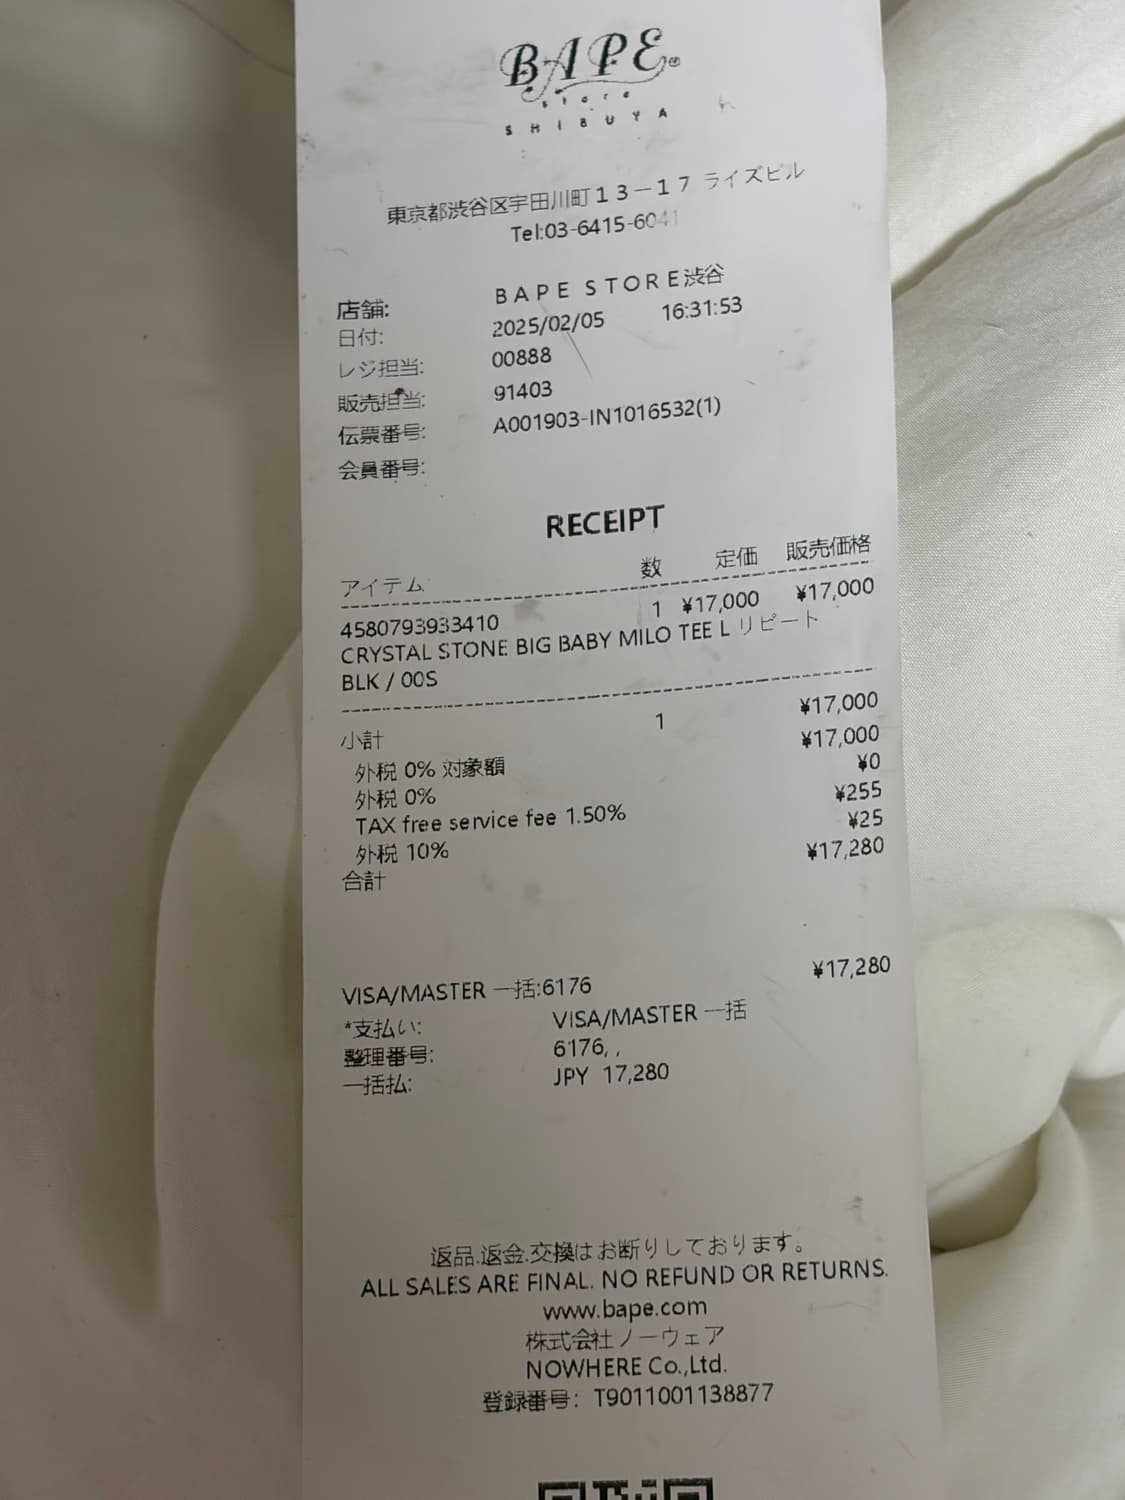 BAPE®
store
SHIBUYA
東京都渋谷区宇田川町13-17 ライズビル
Tel:03-6415-6041
店舗: BAPE STORE渋谷
日付: 2025/02/05 16:31:53
レジ担当: 00888
販売担当: 91403
伝票番号: A001903-IN1016532(1)
会員番号:
RECEIPT
アイテム 数 定価 販売価格
4580793933410 1 ¥17,000 ¥17,000
CRYSTAL STONE BIG BABY MILO TEE L リピート
BLK / 00S
小計 1 ¥17,000
外税 0% 対象額 ¥17,000
外税 0% ¥0
TAX free service fee 1.50% ¥255
外税 10% ¥25
合計 ¥17,280
VISA/MASTER 一括:6176 ¥17,280
*支払い: VISA/MASTER 一括
整理番号: 6176, ,
一括払: JPY 17,280
返品.返金.交換はお断りしております。
ALL SALES ARE FINAL. NO REFUND OR RETURNS.
www.bape.com
株式会社ノーウェア
NOWHERE Co.,Ltd.
登録番号: T9011001138877